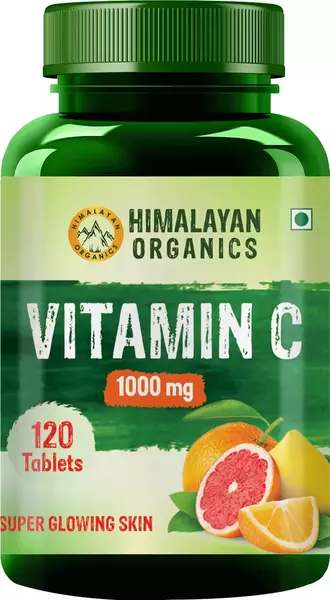 HIMALAYAN
ORGANICS
HIMALAYAN
ORGANICS
VITAMIN C
1000 mg
120
Tablets
SUPER GLOWING SKIN